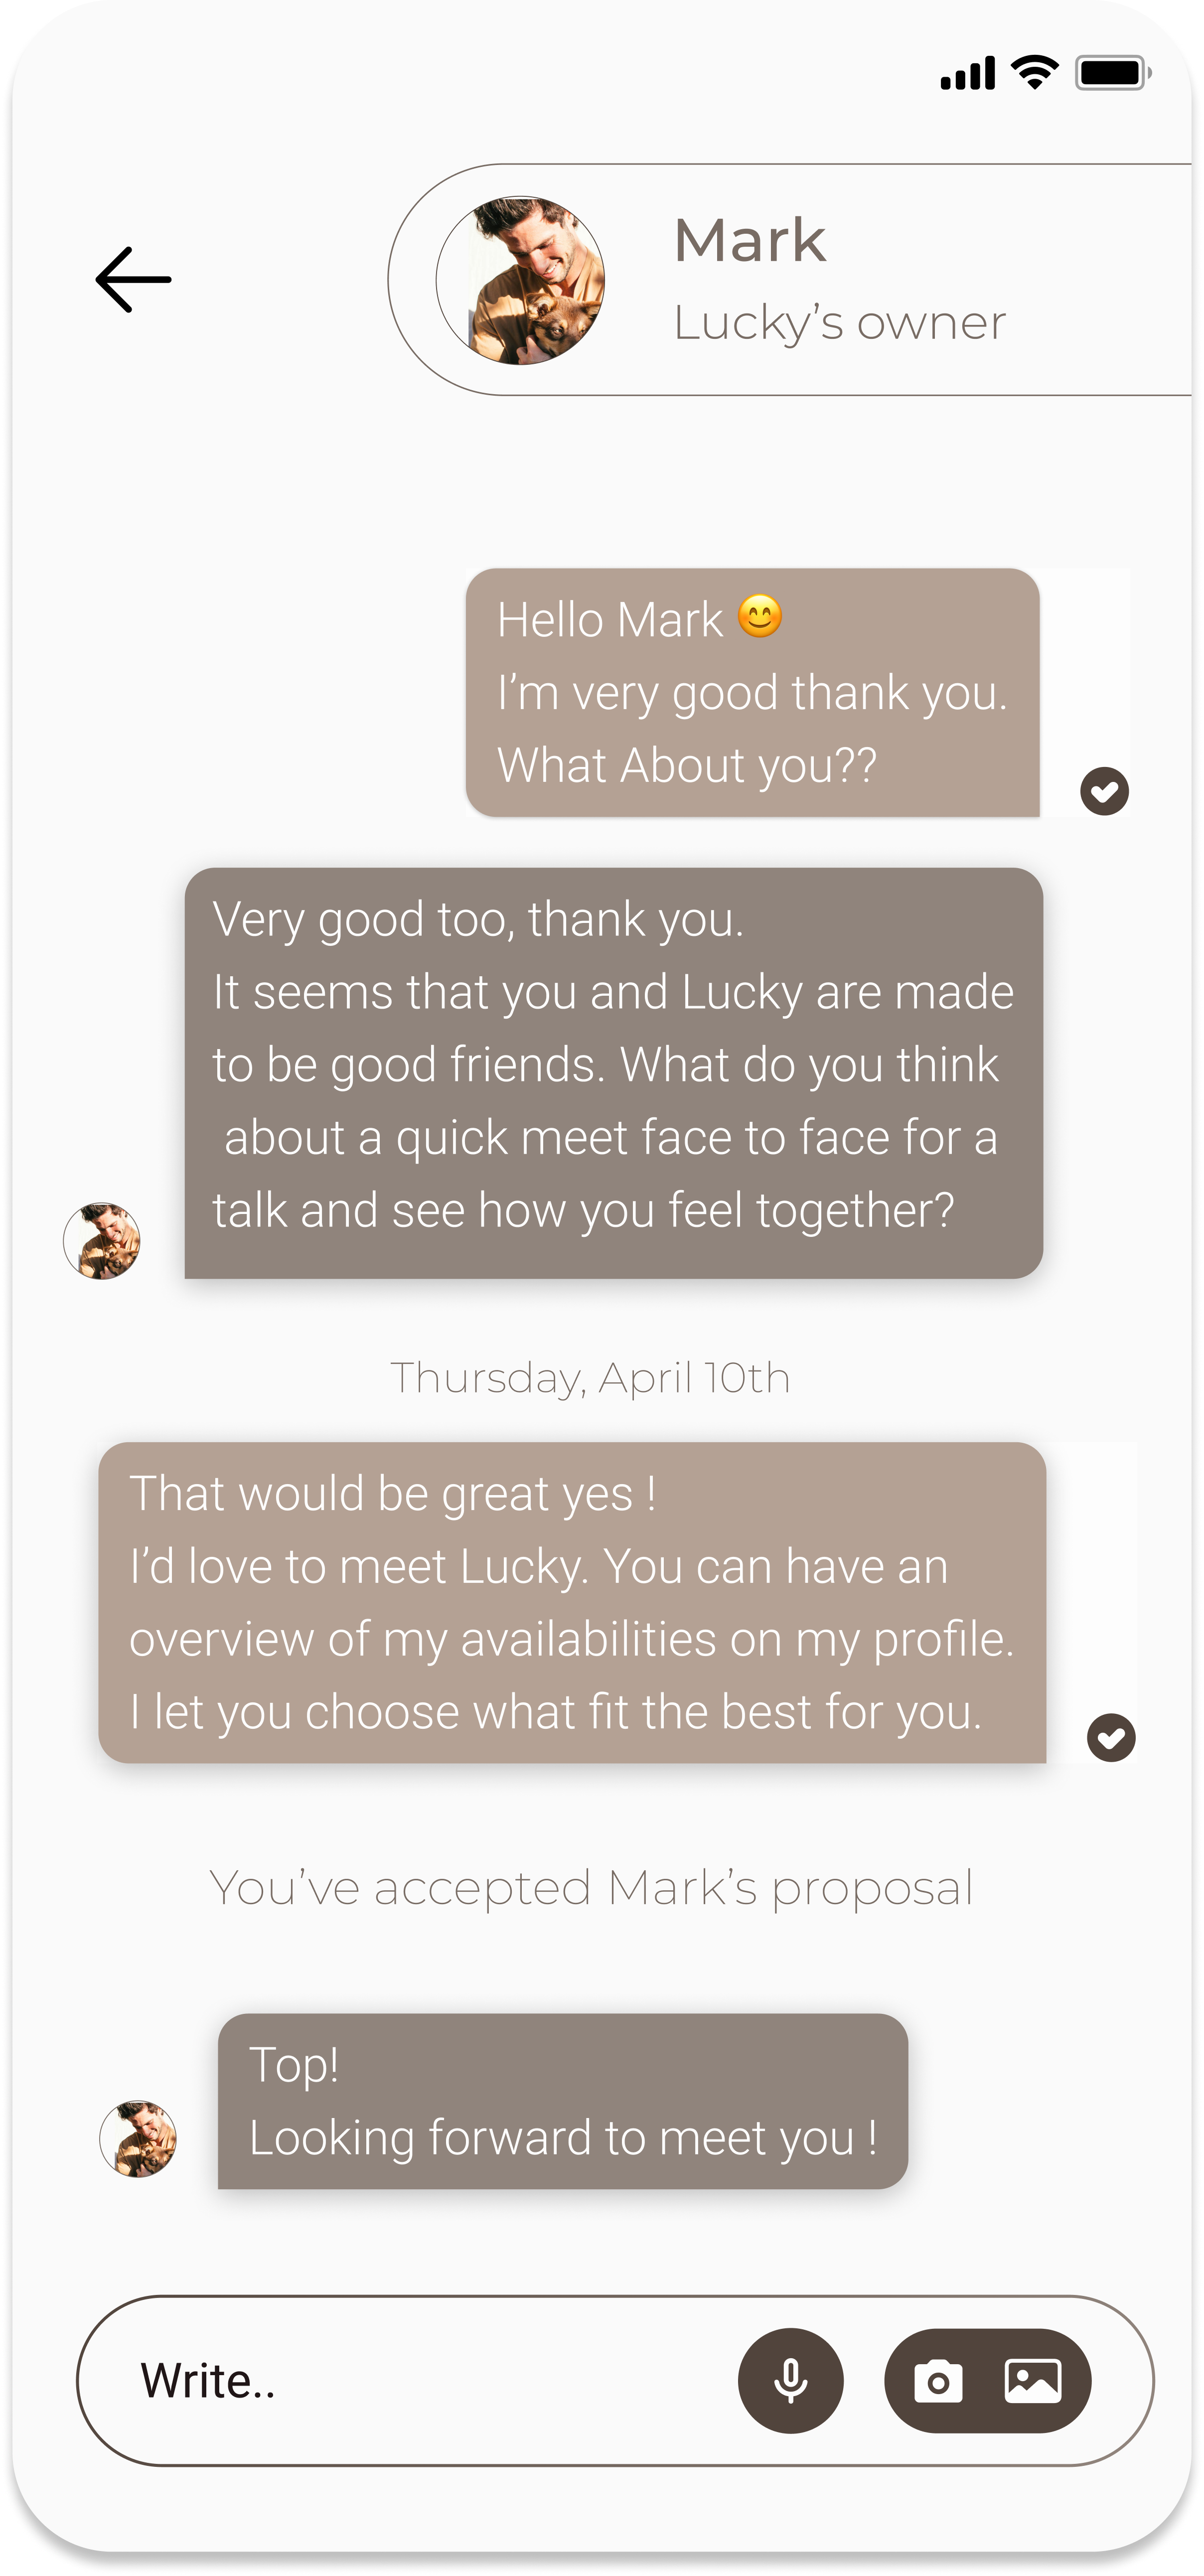 Mark
Lucky’s owner
Hello Mark 😊
I’m very good thank you.
What About you??
Very good too, thank you.
It seems that you and Lucky are made
to be good friends. What do you think
about a quick meet face to face for a
talk and see how you feel together?
Thursday, April 10th
That would be great yes !
I’d love to meet Lucky. You can have an
overview of my availabilities on my profile.
I let you choose what fit the best for you.
You’ve accepted Mark’s proposal
Top!
Looking forward to meet you !
Write..